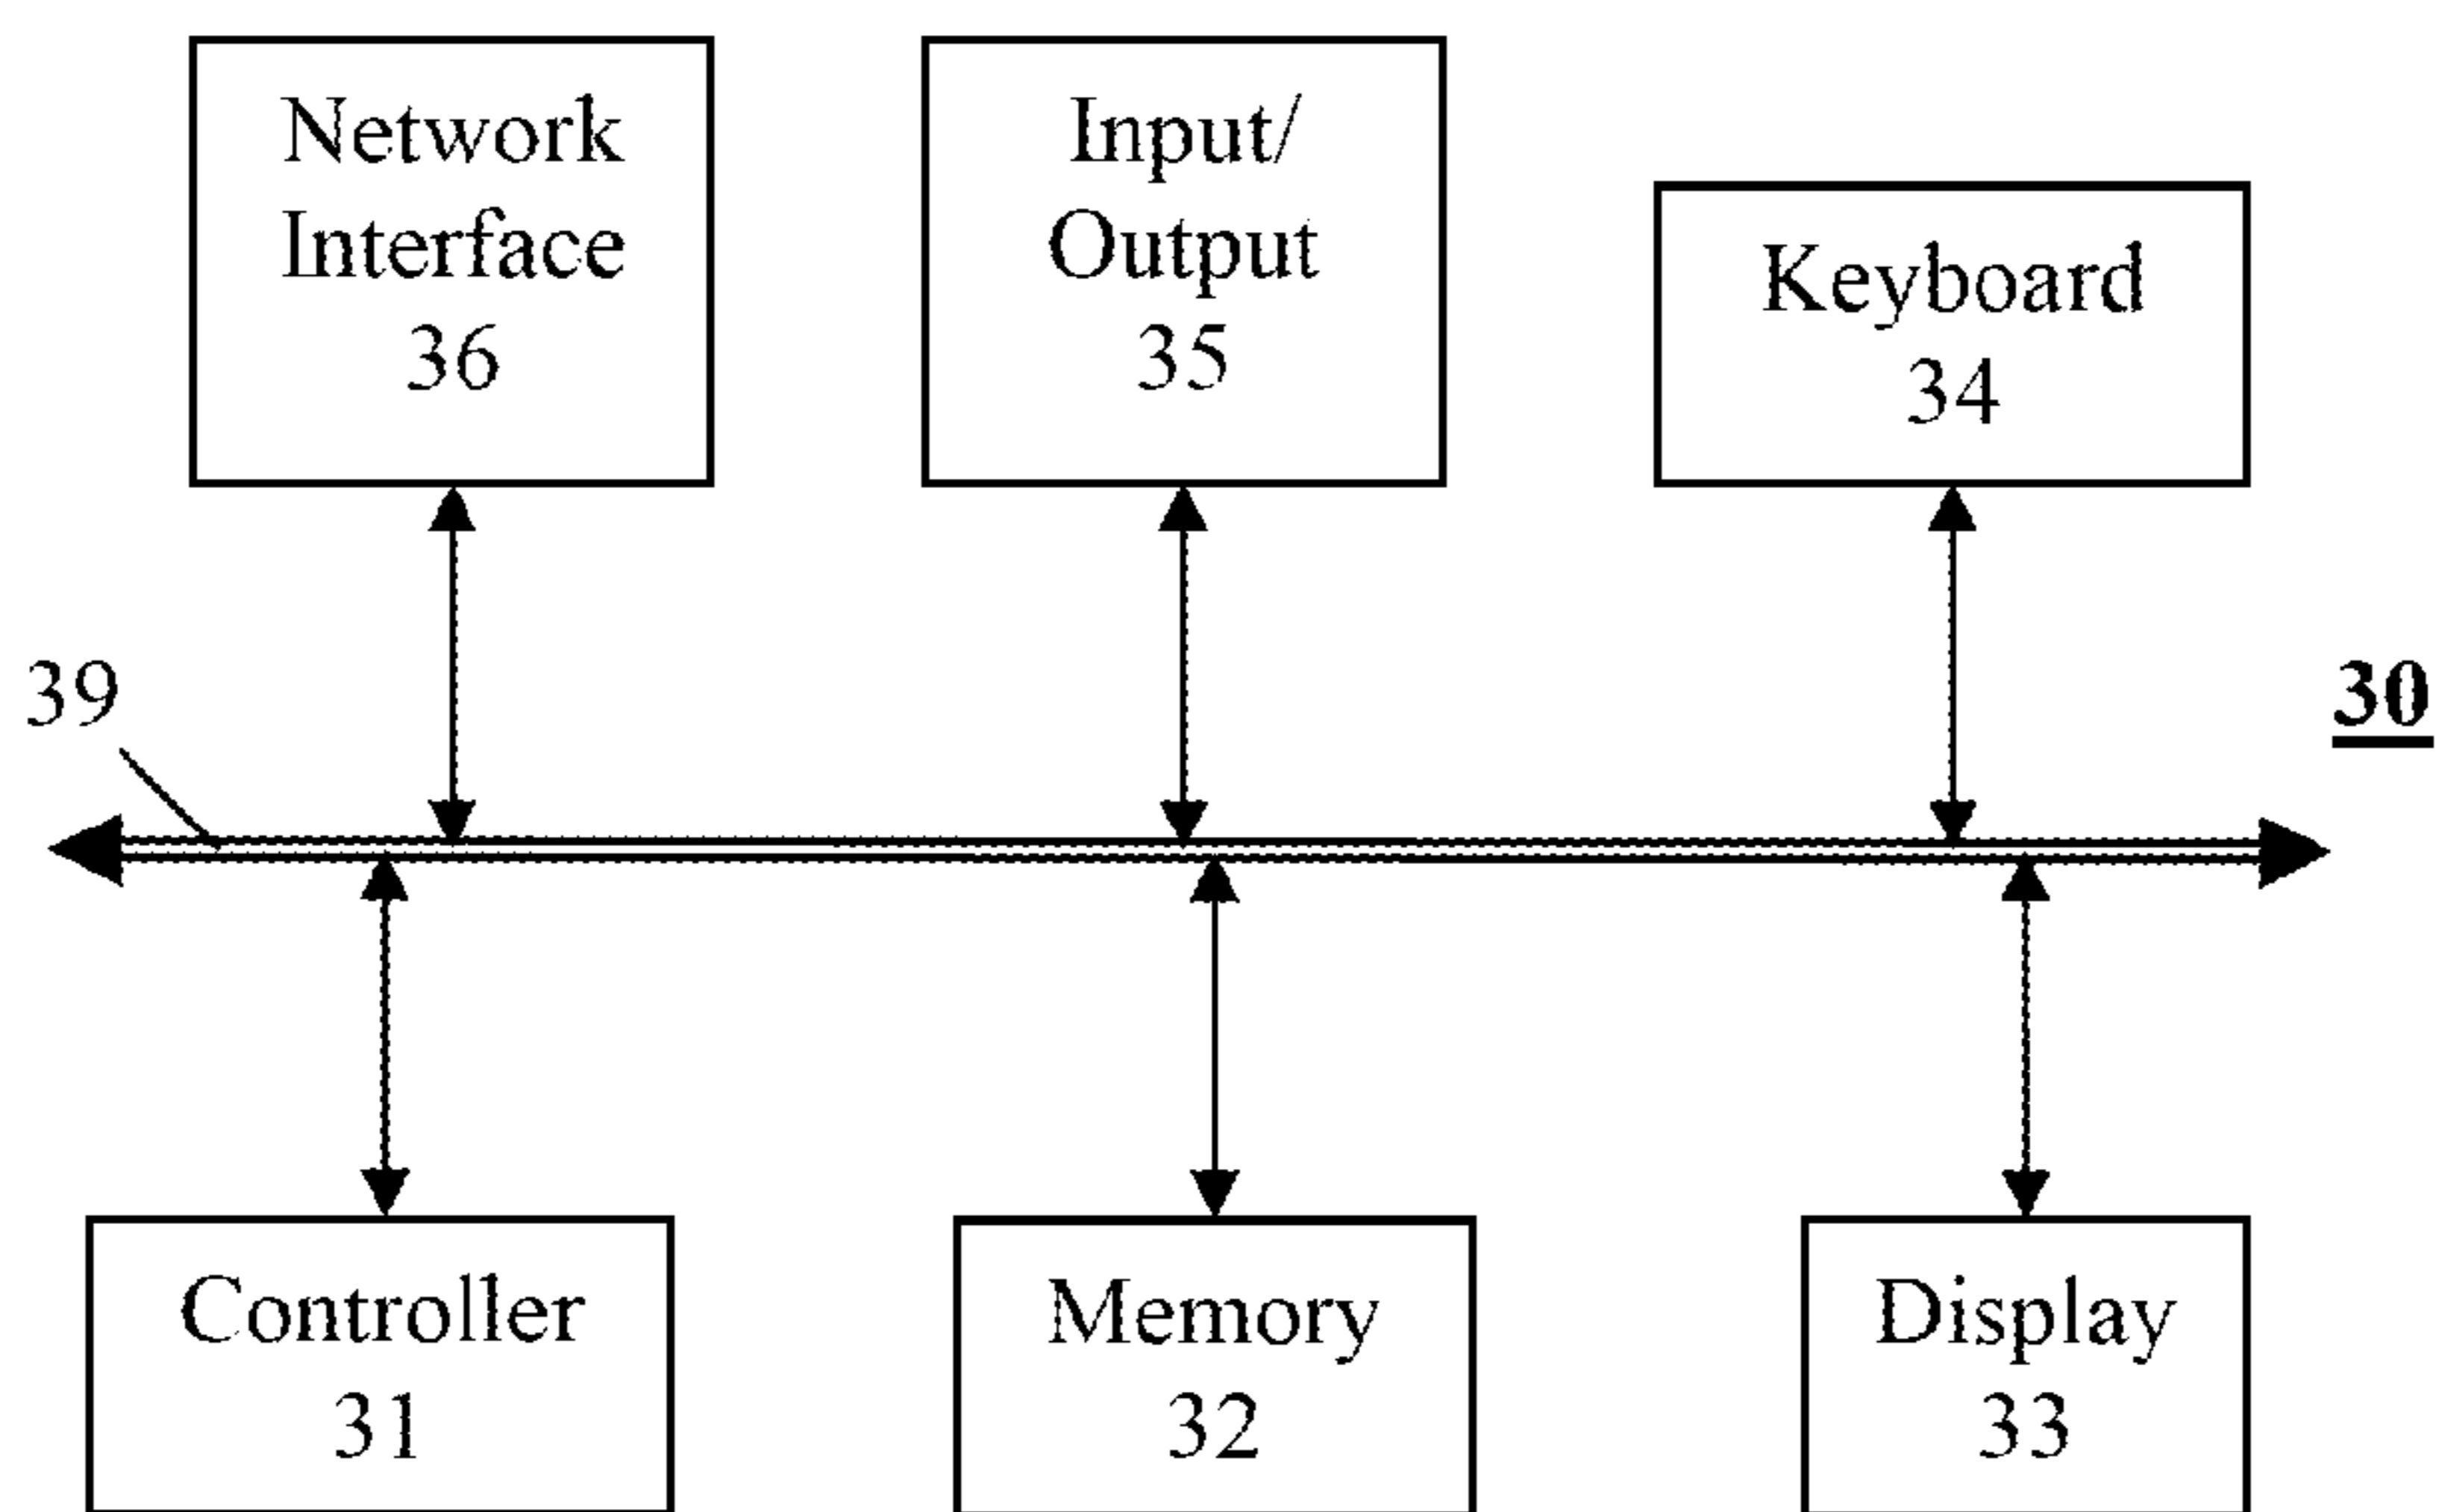 Network
Interface
36
Input/
Output
35
Keyboard
34
39
30
Controller
31
Memory
32
Display
33